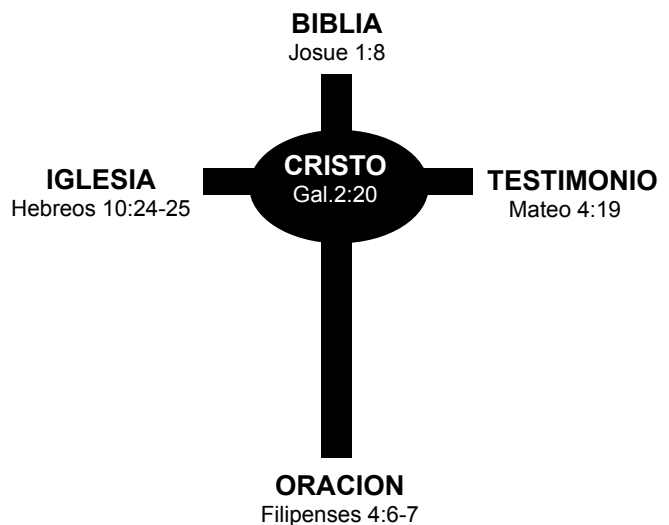 BIBLIA
Josue 1:8
CRISTO
Gal.2:20
IGLESIA
Hebreos 10:24-25
TESTIMONIO
Mateo 4:19
ORACION
Filipenses 4:6-7